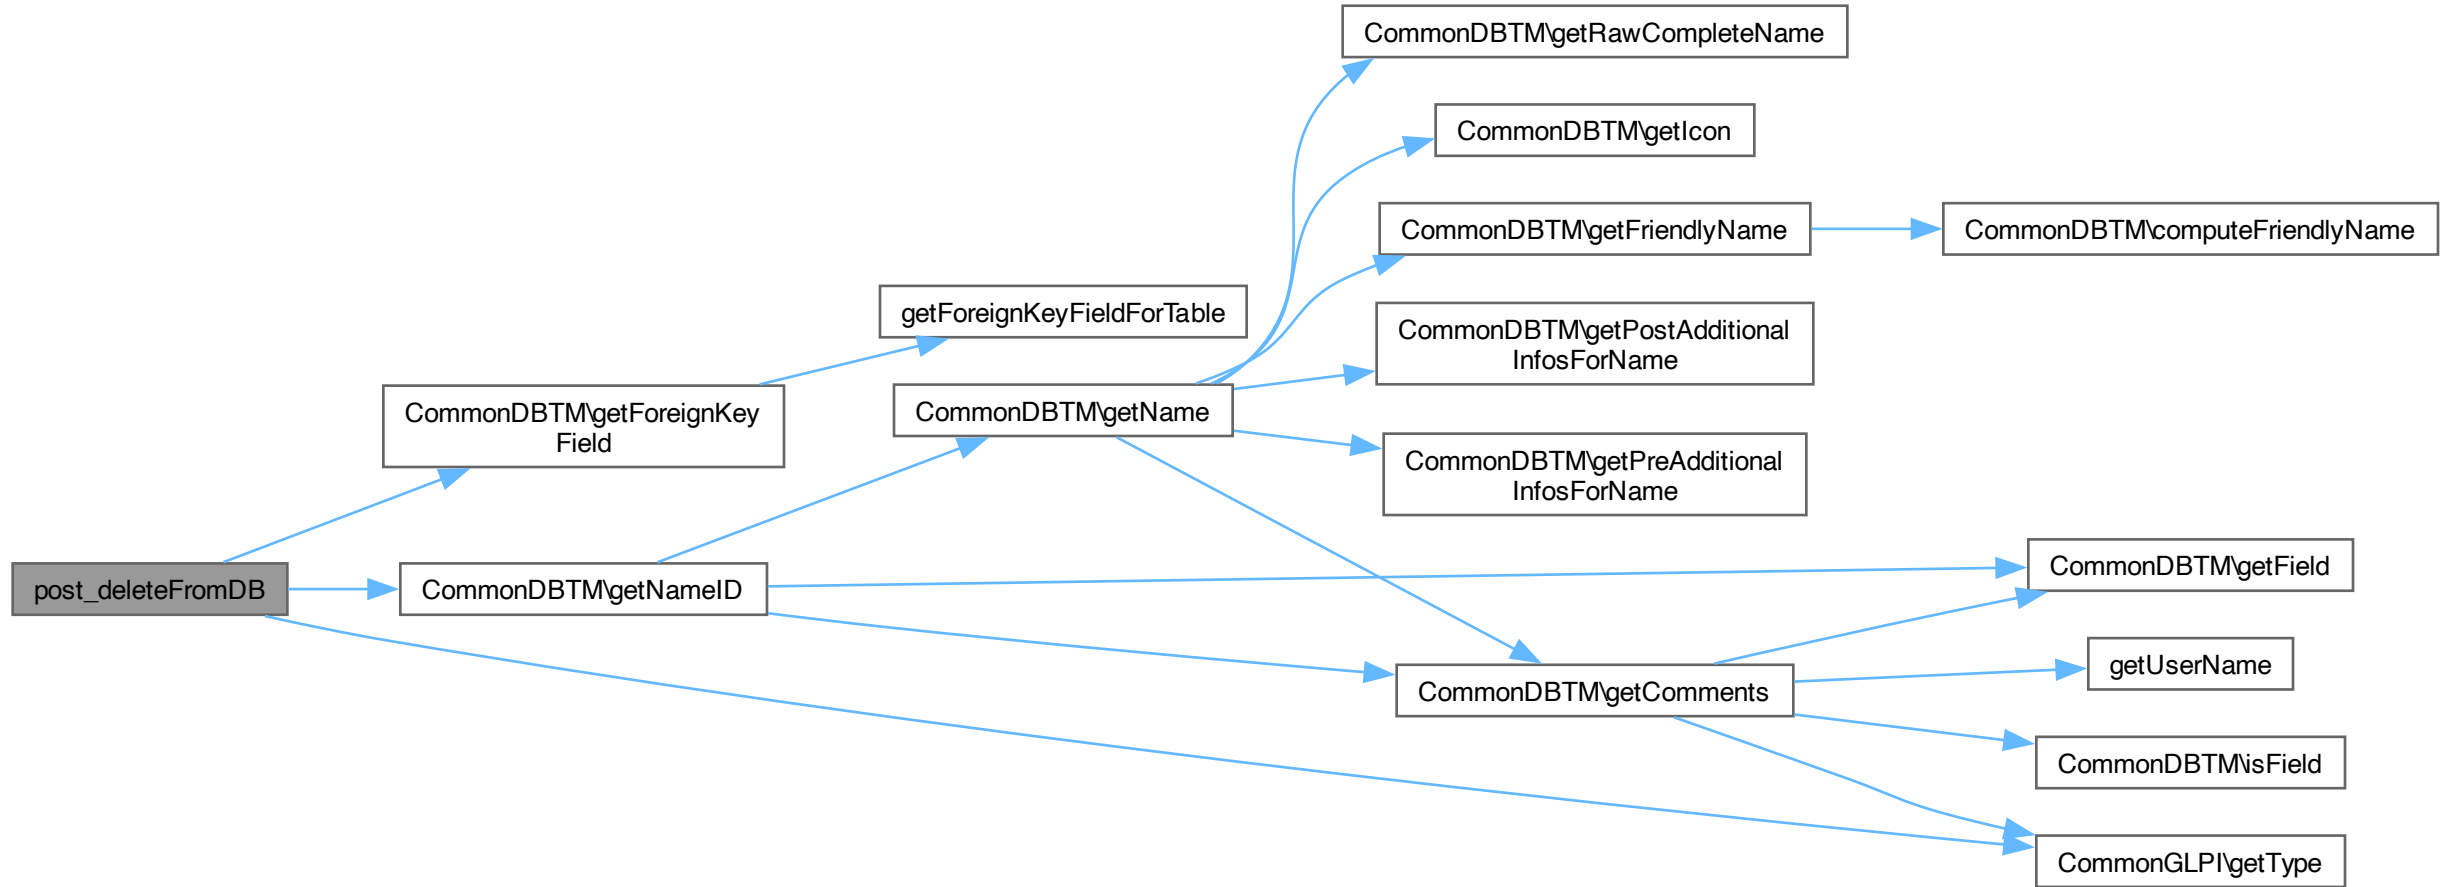 post_deleteFromDB
CommonDBTM\getForeignKey
Field
getForeignKeyFieldForTable
CommonDBTM\getNameID
CommonDBTM\getName
CommonDBTM\getRawCompleteName
CommonDBTM\getIcon
CommonDBTM\getFriendlyName
CommonDBTM\computeFriendlyName
CommonDBTM\getPostAdditional
InfosForName
CommonDBTM\getPreAdditional
InfosForName
CommonDBTM\getComments
CommonDBTM\getField
getUserName
CommonDBTM\isField
CommonGLPI\getType